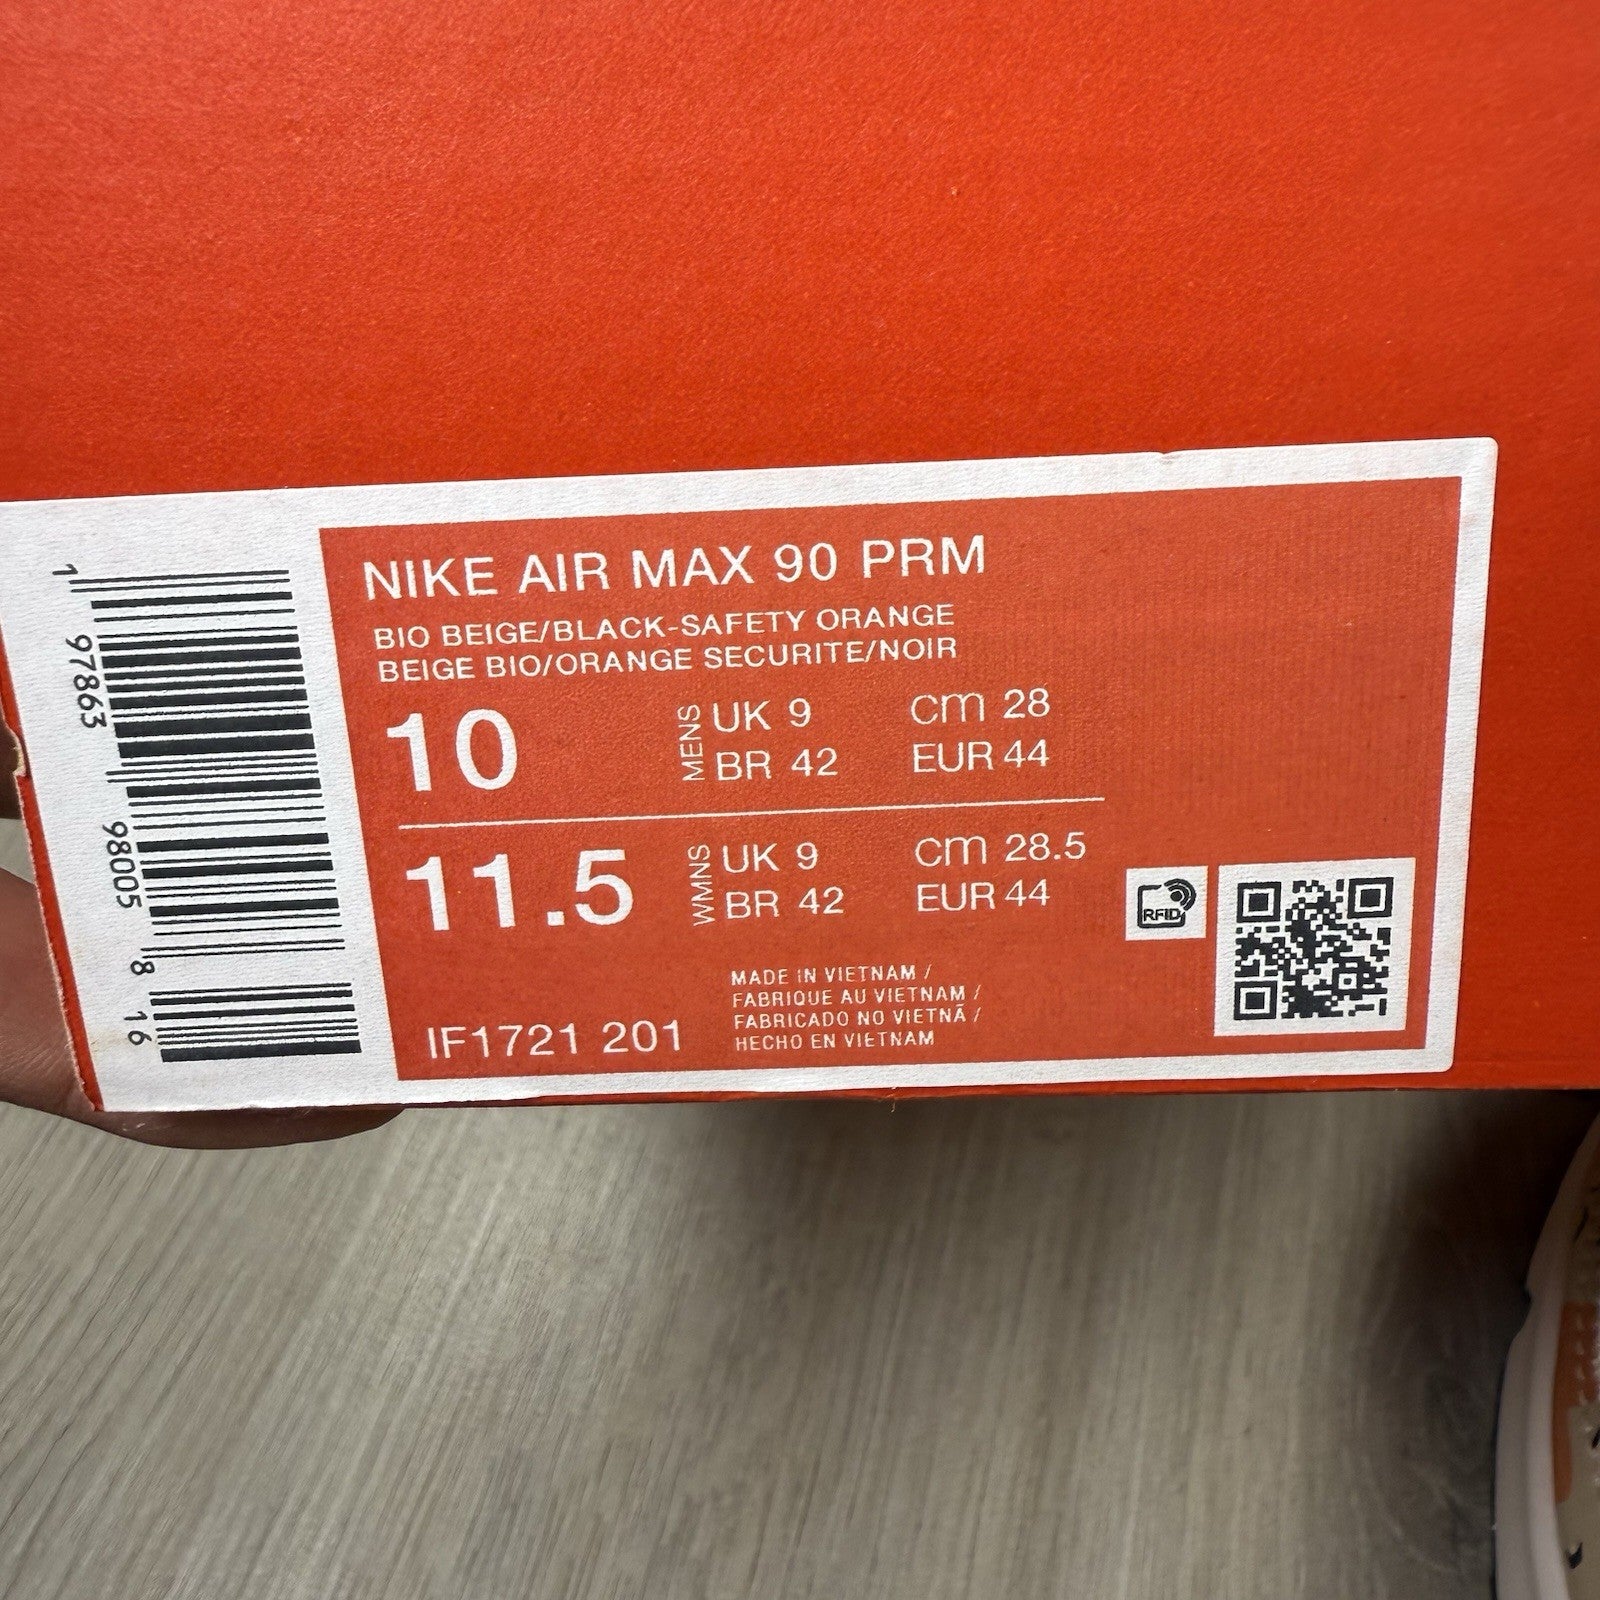 NIKE AIR MAX 90 PRM
BIO BEIGE/BLACK-SAFETY ORANGE
BEIGE BIO/ORANGE SECURITE/NOIR
10 MENS UK 9 CM 28
BR 42 EUR 44
11.5 WMNS UK 9 CM 28.5
BR 42 EUR 44
RFID
MADE IN VIETNAM /
FABRIQUE AU VIETNAM /
FABRICADO NO VIETNÃ /
HECHO EN VIETNAM
IF1721 201
1 97863 98005 8 16